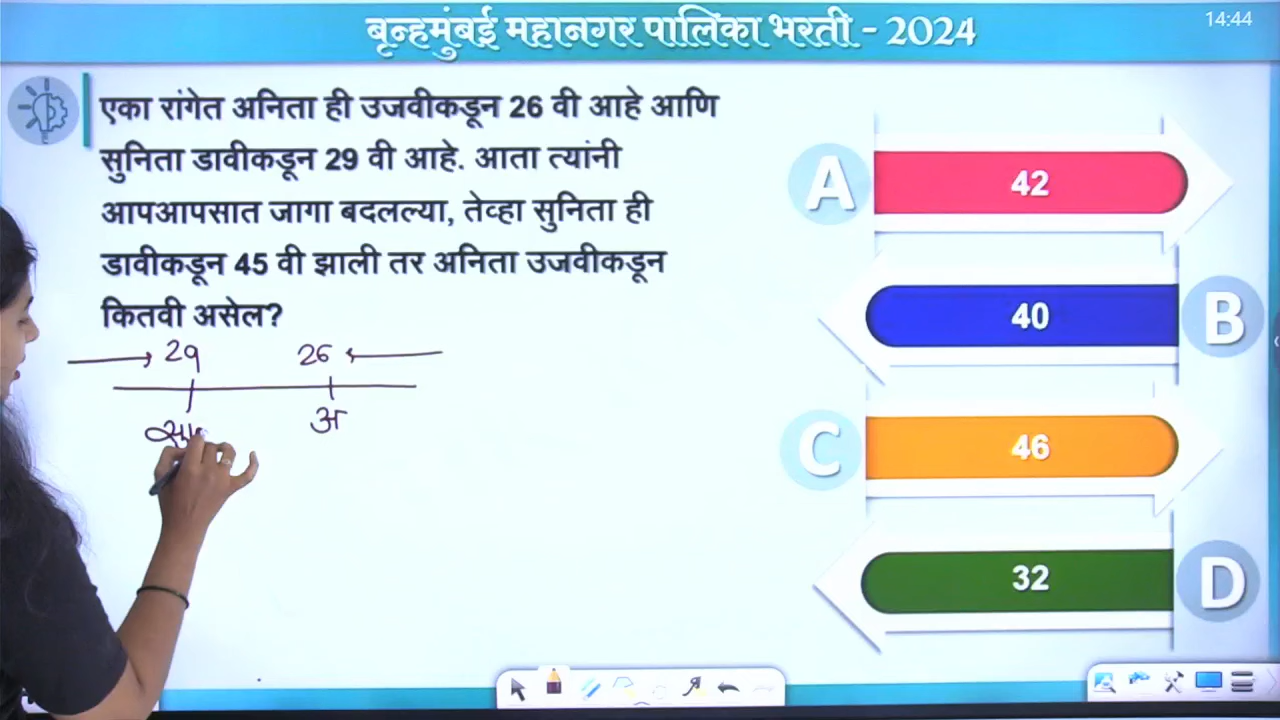 बृन्हमुंबई महानगर पालिका भरती - 2024
14:44
एका रांगेत अनिता ही उजवीकडून 26 वी आहे आणि
सुनिता डावीकडून 29 वी आहे. आता त्यांनी
आपआपसात जागा बदलल्या, तेव्हा सुनिता ही
डावीकडून 45 वी झाली तर अनिता उजवीकडून
कितवी असेल?
A 42
40 B
C 46
32 D
29 26
सु अ